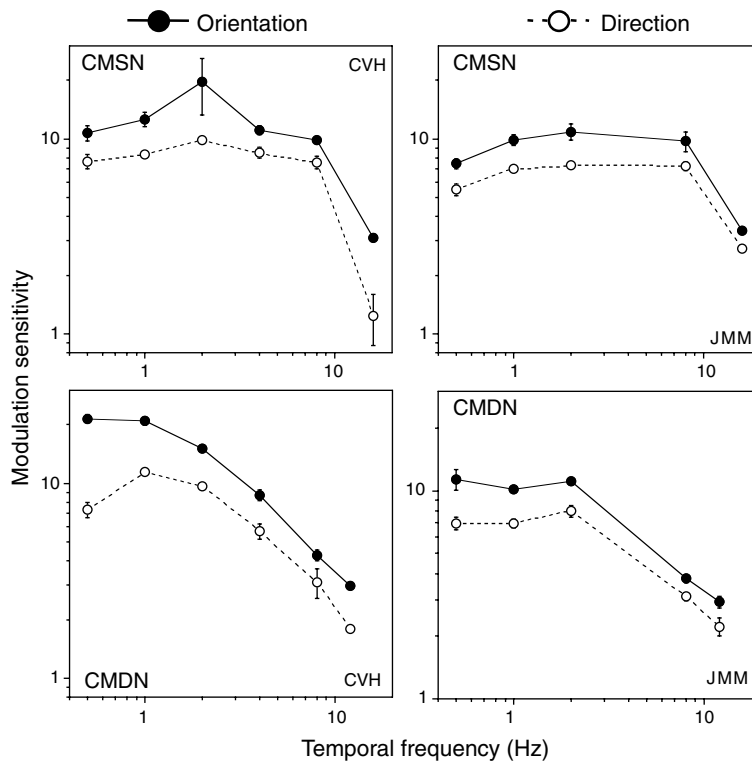 Orientation
Direction
CMSN
CVH
10
1
1
10
CMSN
JMM
10
1
1
10
CMDN
CVH
10
1
1
10
CMDN
JMM
10
1
1
10
Modulation sensitivity
Temporal frequency (Hz)